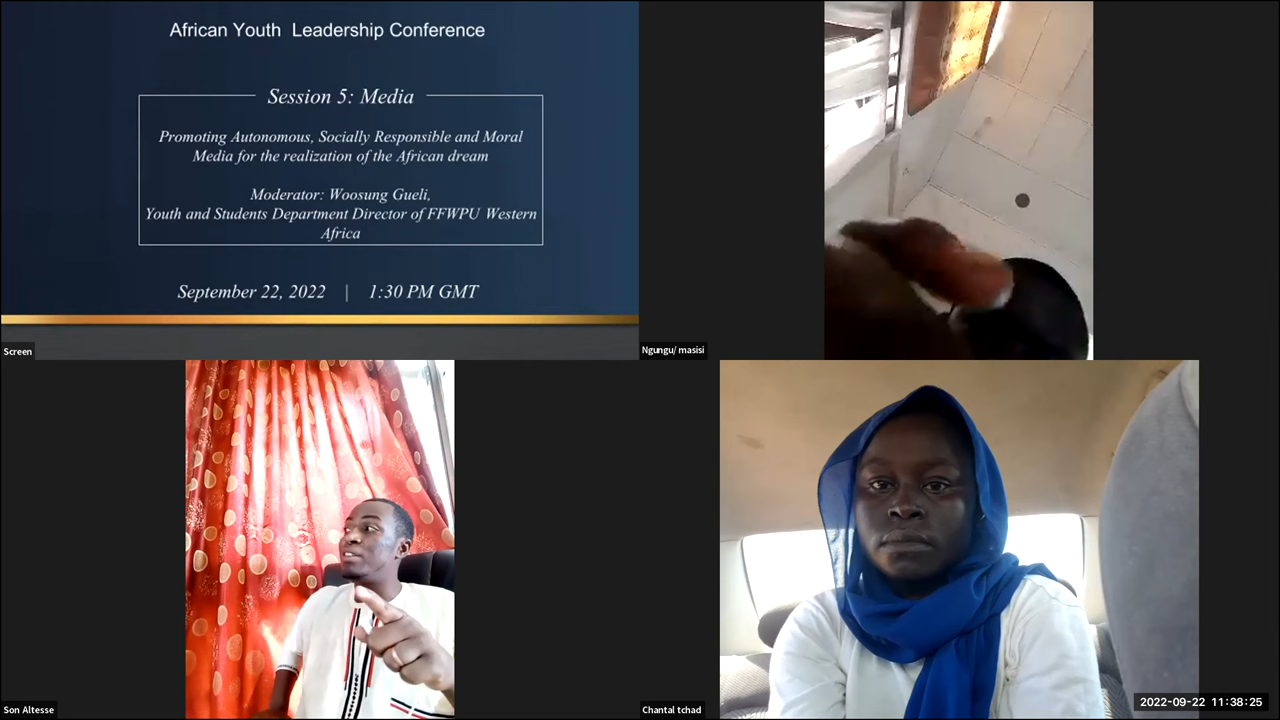 African Youth Leadership Conference
Session 5: Media
Promoting Autonomous, Socially Responsible and Moral
Media for the realization of the African dream
Moderator: Woosung Gueli,
Youth and Students Department Director of FFWPU Western
Africa
September 22, 2022 | 1:30 PM GMT
Screen
Ngungu/ masisi
Son Altesse
Chantal tchad
2022-09-22 11:38:25